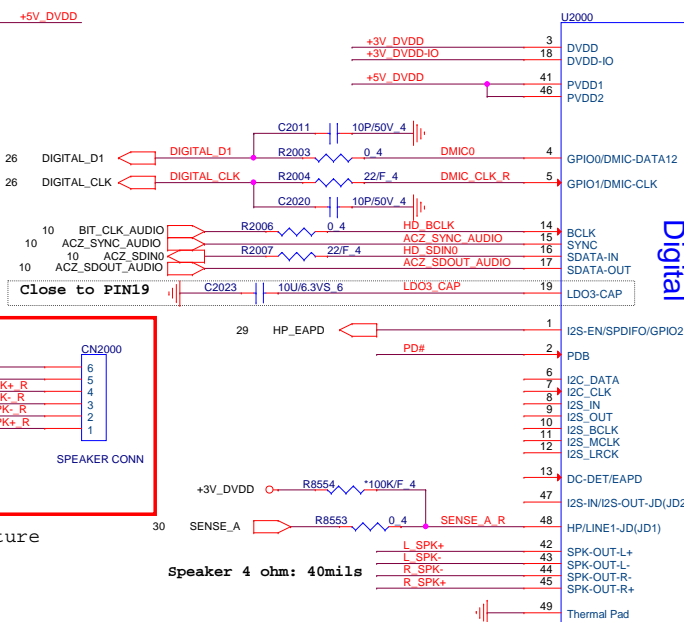 +5V_DVDD
U2000
+3V_DVDD 3 DVDD
+3V_DVDD-IO 18 DVDD-IO
+5V_DVDD 41 PVDD1
46 PVDD2
C2011 10P/50V_4
26 DIGITAL_D1 DIGITAL_D1 R2003 0_4 DMIC0 4 GPIO0/DMIC-DATA12
26 DIGITAL_CLK DIGITAL_CLK R2004 22/F_4 DMIC_CLK_R 5 GPIO1/DMIC-CLK
C2020 10P/50V_4
Digital
10 BIT_CLK_AUDIO R2006 0_4 HD_BCLK 14 BCLK
10 ACZ_SYNC_AUDIO ACZ_SYNC_AUDIO 15 SYNC
10 ACZ_SDIN0 R2007 22/F_4 HD_SDIN0 16 SDATA-IN
10 ACZ_SDOUT_AUDIO ACZ_SDOUT_AUDIO 17 SDATA-OUT
Close to PIN19 C2023 10U/6.3VS_6 LDO3_CAP 19 LDO3-CAP
29 HP_EAPD 1 I2S-EN/SPDIFO/GPIO2
PD# 2 PDB
CN2000
6
5
K+_R 4
K-_R 3
PK-_R 2
PK+_R 1
SPEAKER CONN
6 I2C_DATA
7 I2C_CLK
8 I2S_IN
9 I2S_OUT
10 I2S_BCLK
11 I2S_MCLK
12 I2S_LRCK
13 DC-DET/EAPD
+3V_DVDD R8554 *100K/F_4
47 I2S-IN/I2S-OUT-JD(JD2
30 SENSE_A R8553 0_4 SENSE_A_R 48 HP/LINE1-JD(JD1)
ture
Speaker 4 ohm: 40mils
L_SPK+ 42 SPK-OUT-L+
L_SPK- 43 SPK-OUT-L-
R_SPK- 44 SPK-OUT-R-
R_SPK+ 45 SPK-OUT-R+
49 Thermal Pad